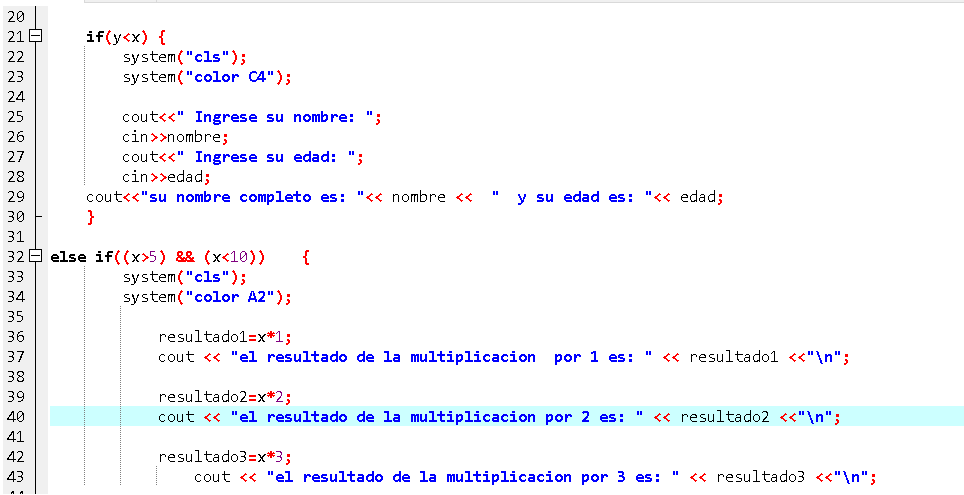 20
21 if(y<x) {
22 system("cls");
23 system("color C4");
24
25 cout<<" Ingrese su nombre: ";
26 cin>>nombre;
27 cout<<" Ingrese su edad: ";
28 cin>>edad;
29 cout<<"su nombre completo es: "<< nombre << "  y su edad es: "<< edad;
30 }
31
32 else if((x>5) && (x<10))    {
33 system("cls");
34 system("color A2");
35
36 resultado1=x*1;
37 cout << "el resultado de la multiplicacion  por 1 es: " << resultado1 <<"\n";
38
39 resultado2=x*2;
40 cout << "el resultado de la multiplicacion por 2 es: " << resultado2 <<"\n";
41
42 resultado3=x*3;
43 cout << "el resultado de la multiplicacion por 3 es: " << resultado3 <<"\n";